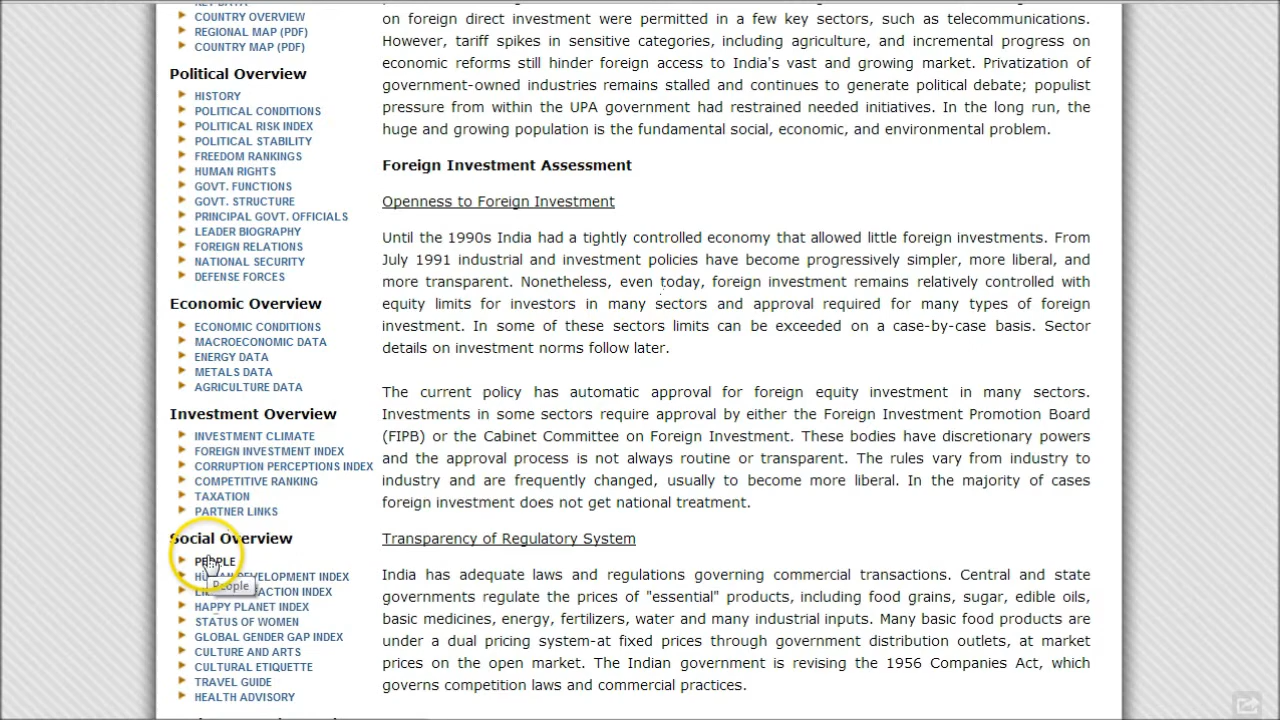 COUNTRY OVERVIEW
REGIONAL MAP (PDF)
COUNTRY MAP (PDF)
Political Overview
HISTORY
POLITICAL CONDITIONS
POLITICAL RISK INDEX
POLITICAL STABILITY
FREEDOM RANKINGS
HUMAN RIGHTS
GOVT. FUNCTIONS
GOVT. STRUCTURE
PRINCIPAL GOVT. OFFICIALS
LEADER BIOGRAPHY
FOREIGN RELATIONS
NATIONAL SECURITY
DEFENSE FORCES
Economic Overview
ECONOMIC CONDITIONS
MACROECONOMIC DATA
ENERGY DATA
METALS DATA
AGRICULTURE DATA
Investment Overview
INVESTMENT CLIMATE
FOREIGN INVESTMENT INDEX
CORRUPTION PERCEPTIONS INDEX
COMPETITIVE RANKING
TAXATION
PARTNER LINKS
Social Overview
PEOPLE
HUMAN DEVELOPMENT INDEX
People
INDEX
HAPPY PLANET INDEX
STATUS OF WOMEN
GLOBAL GENDER GAP INDEX
CULTURE AND ARTS
CULTURAL ETIQUETTE
TRAVEL GUIDE
HEALTH ADVISORY
on foreign direct investment were permitted in a few key sectors, such as telecommunications.
However, tariff spikes in sensitive categories, including agriculture, and incremental progress on
economic reforms still hinder foreign access to India's vast and growing market. Privatization of
government-owned industries remains stalled and continues to generate political debate; populist
pressure from within the UPA government had restrained needed initiatives. In the long run, the
huge and growing population is the fundamental social, economic, and environmental problem.
Foreign Investment Assessment
Openness to Foreign Investment
Until the 1990s India had a tightly controlled economy that allowed little foreign investments. From
July 1991 industrial and investment policies have become progressively simpler, more liberal, and
more transparent. Nonetheless, even today, foreign investment remains relatively controlled with
equity limits for investors in many sectors and approval required for many types of foreign
investment. In some of these sectors limits can be exceeded on a case-by-case basis. Sector
details on investment norms follow later.
The current policy has automatic approval for foreign equity investment in many sectors.
Investments in some sectors require approval by either the Foreign Investment Promotion Board
(FIPB) or the Cabinet Committee on Foreign Investment. These bodies have discretionary powers
and the approval process is not always routine or transparent. The rules vary from industry to
industry and are frequently changed, usually to become more liberal. In the majority of cases
foreign investment does not get national treatment.
Transparency of Regulatory System
India has adequate laws and regulations governing commercial transactions. Central and state
governments regulate the prices of "essential" products, including food grains, sugar, edible oils,
basic medicines, energy, fertilizers, water and many industrial inputs. Many basic food products are
under a dual pricing system-at fixed prices through government distribution outlets, at market
prices on the open market. The Indian government is revising the 1956 Companies Act, which
governs competition laws and commercial practices.